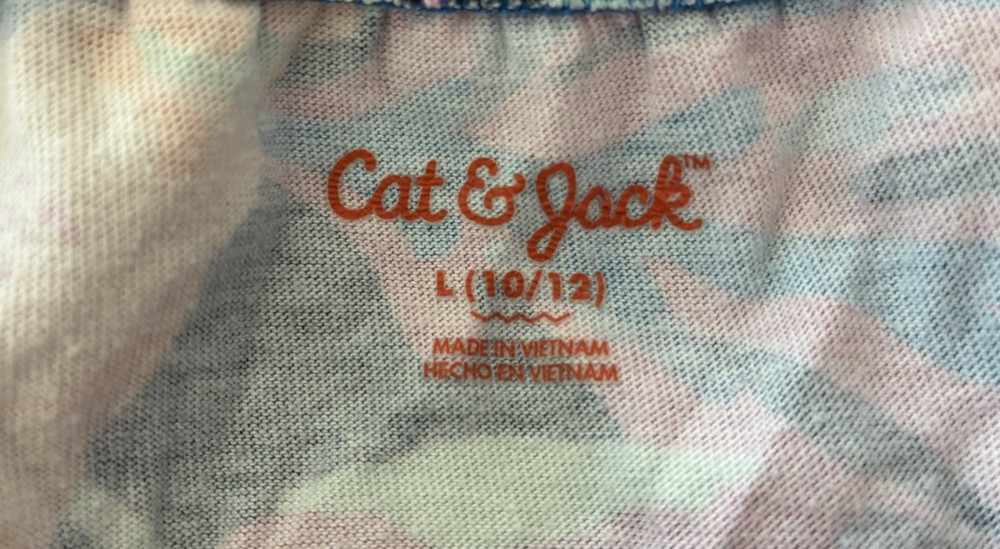 Cat & Jack™
L (10/12)
MADE IN VIETNAM
HECHO EN VIETNAM